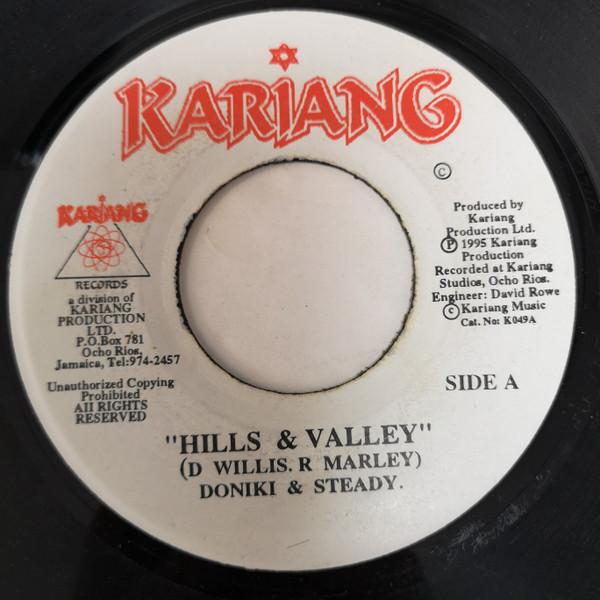 KARIANG
©
KARIANG
RECORDS
a division of
KARIANG
PRODUCTION
LTD.
P.O.Box 781
Ocho Rios,
Jamaica, Tel:974-2457
Unauthorized Copying
Prohibited
All RIGHTS
RESERVED
Produced by
Kariang
Production Ltd.
℗ 1995 Kariang
Production
Recorded at Kariang
Studios, Ocho Rios.
Engineer: David Rowe
© Kariang Music
Cat. No: K049A
SIDE A
"HILLS & VALLEY"
(D WILLIS. R MARLEY)
DONIKI & STEADY.